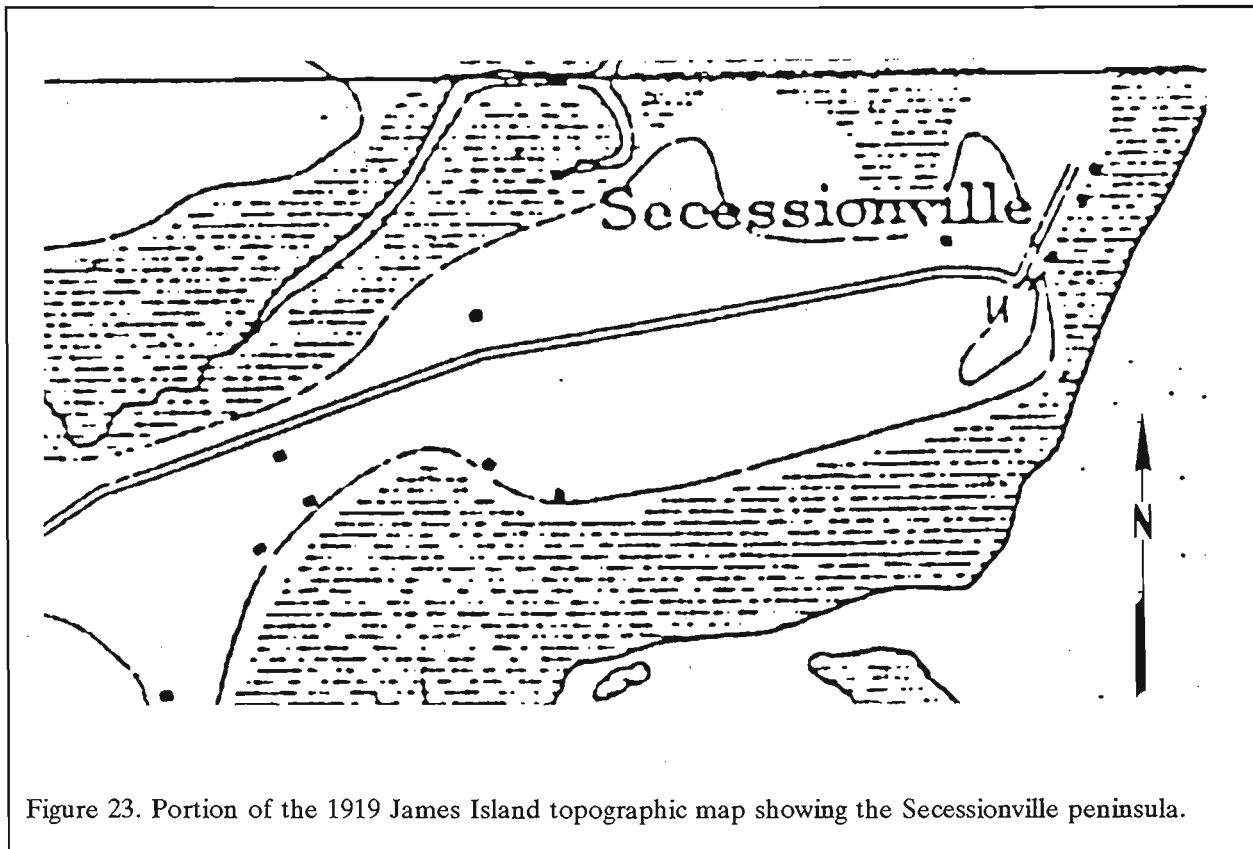 Secessionville
N
Figure 23. Portion of the 1919 James Island topographic map showing the Secessionville peninsula.